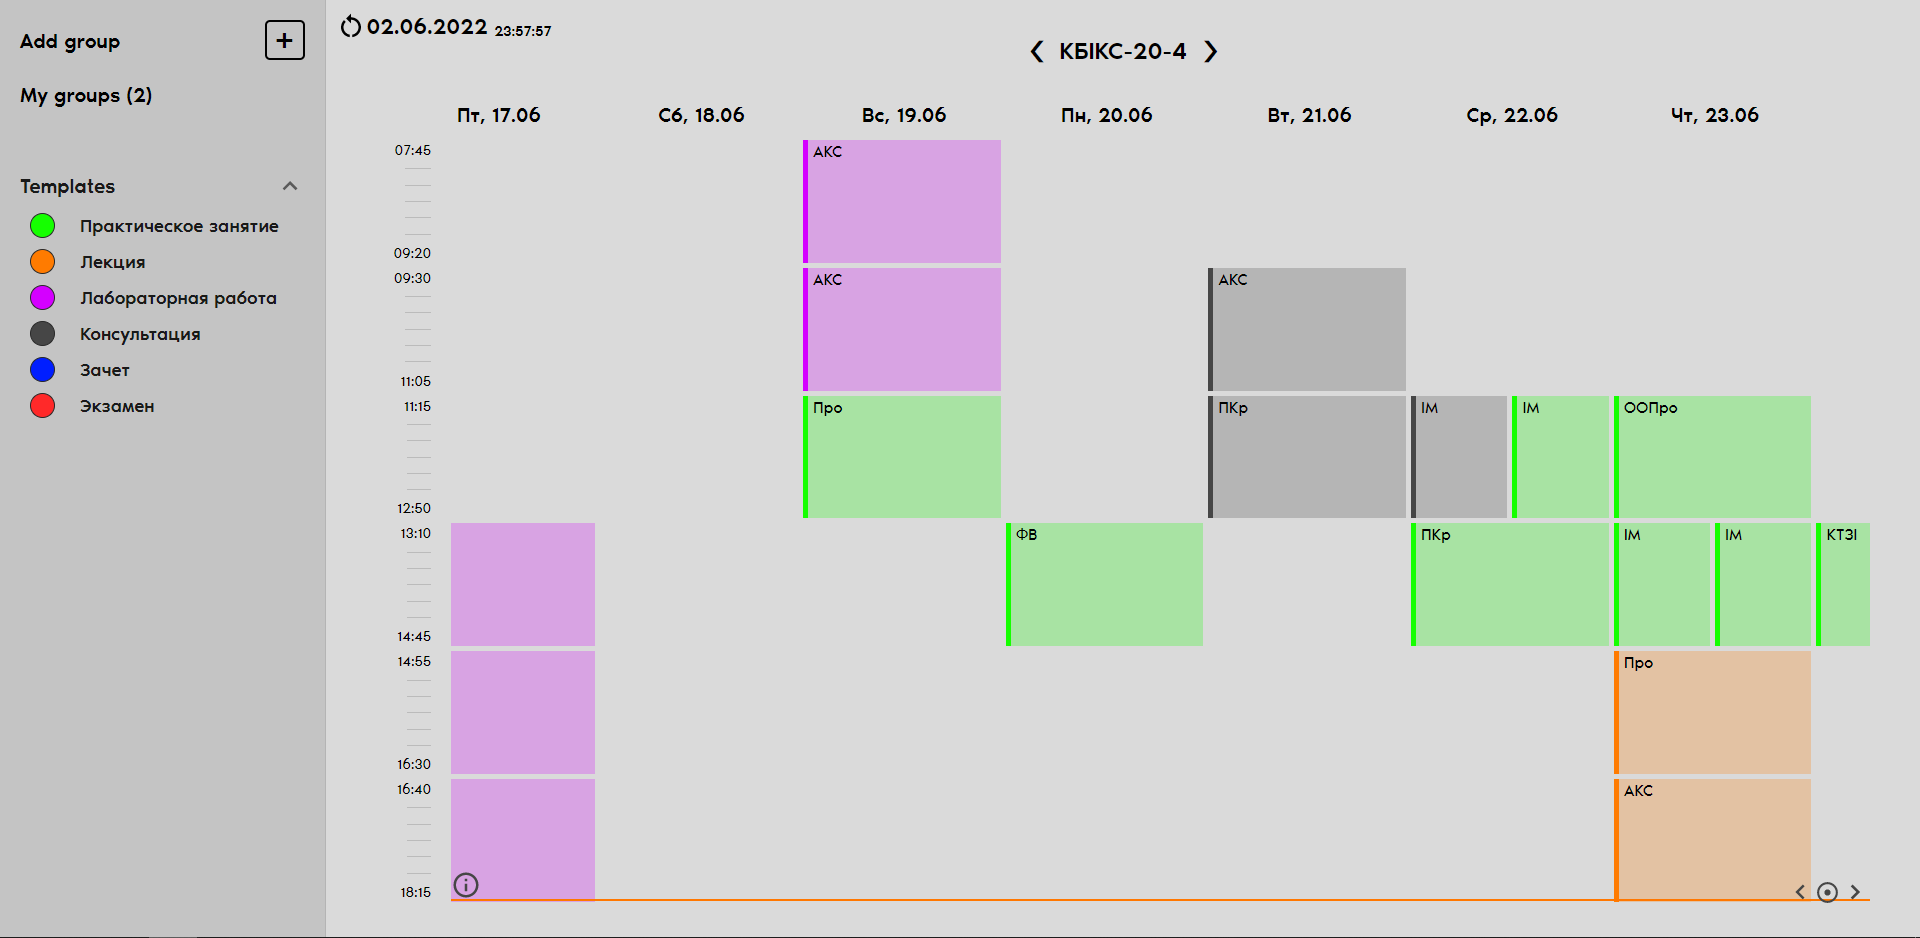 Add group
My groups (2)
Templates
Практическое занятие
Лекция
Лабораторная работа
Консультация
Зачет
Экзамен
02.06.2022 23:57:57
КБІКС-20-4
Пт, 17.06 Сб, 18.06 Вс, 19.06 Пн, 20.06 Вт, 21.06 Ср, 22.06 Чт, 23.06
07:45 АКС
09:20
09:30 АКС АКС
11:05
11:15 Про ПКр ІМ ІМ ООПро
12:50
13:10 ФВ ПКр ІМ ІМ КТЗІ
14:45
14:55 Про
16:30
16:40 АКС
18:15